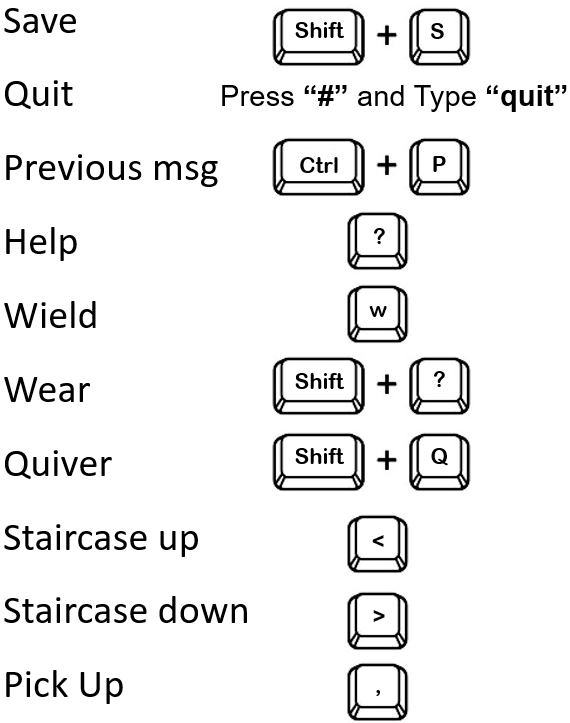 Save Shift + S
Quit Press “#” and Type “quit”
Previous msg Ctrl + P
Help ?
Wield w
Wear Shift + ?
Quiver Shift + Q
Staircase up <
Staircase down >
Pick Up ,